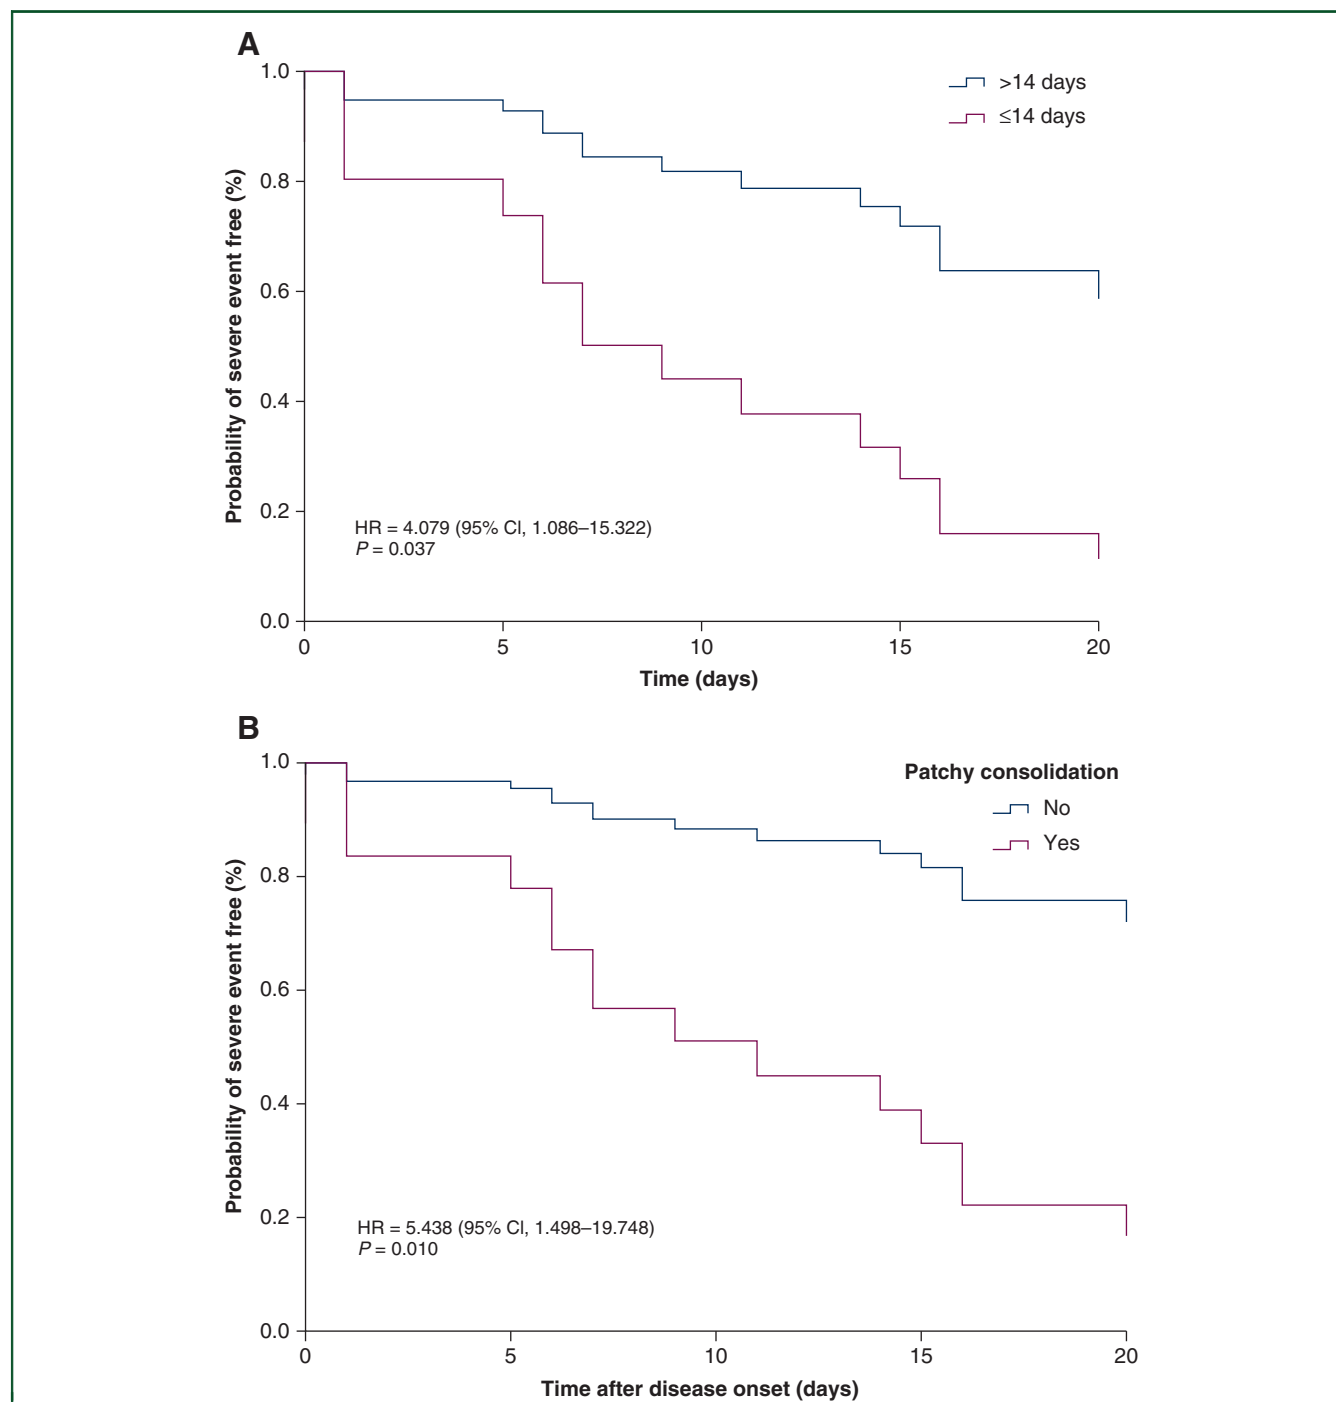 A
>14 days
≤14 days
1.0
0.8
0.6
0.4
0.2
0.0
Probability of severe event free (%)
HR = 4.079 (95% CI, 1.086–15.322)
P = 0.037
0 5 10 15 20
Time (days)
B
Patchy consolidation
No
Yes
1.0
0.8
0.6
0.4
0.2
0.0
Probability of severe event free (%)
HR = 5.438 (95% CI, 1.498–19.748)
P = 0.010
0 5 10 15 20
Time after disease onset (days)